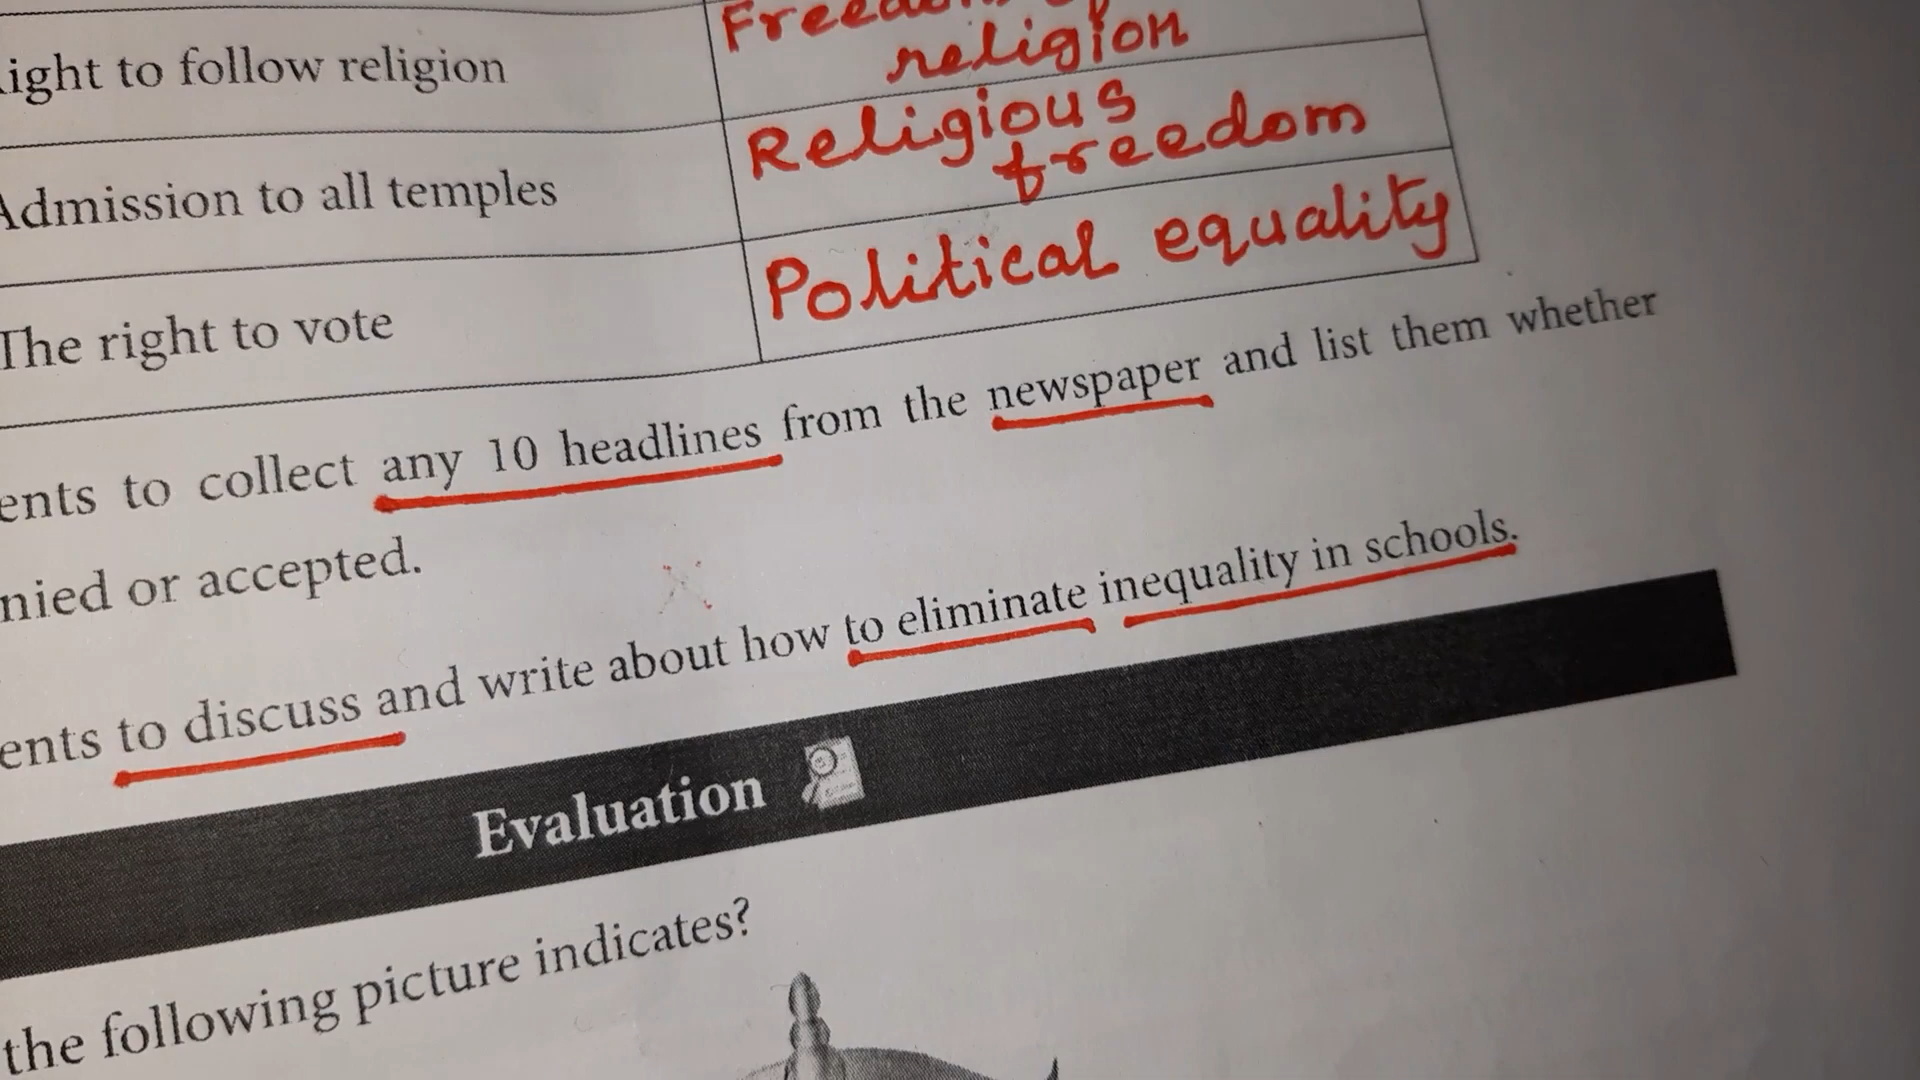 Freedom of
ight to follow religion
religion
Admission to all temples
Religious
freedom
The right to vote
Political equality
ents to collect any 10 headlines from the newspaper and list them whether
nied or accepted.
ents to discuss and write about how to eliminate inequality in schools.
Evaluation
the following picture indicates?